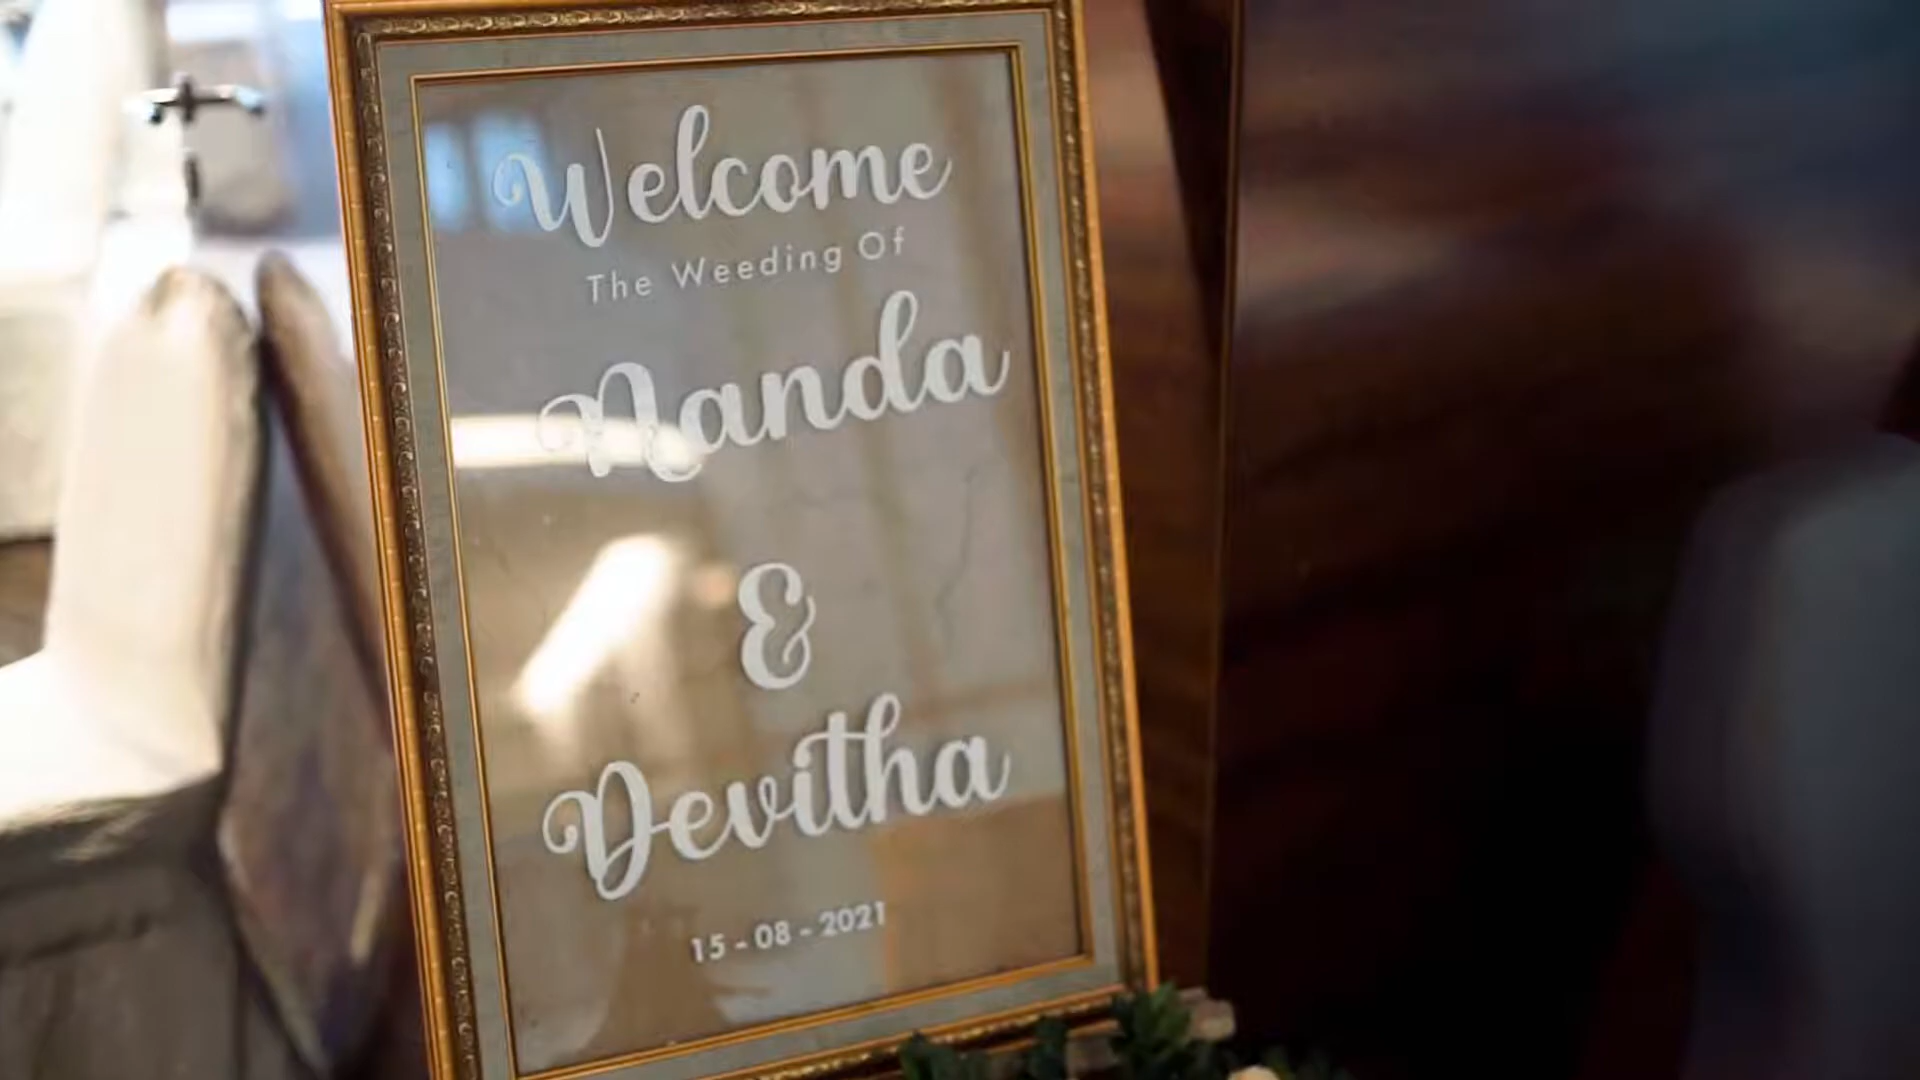 Welcome
The Weeding Of
Nanda
&
Devitha
15 - 08 - 2021